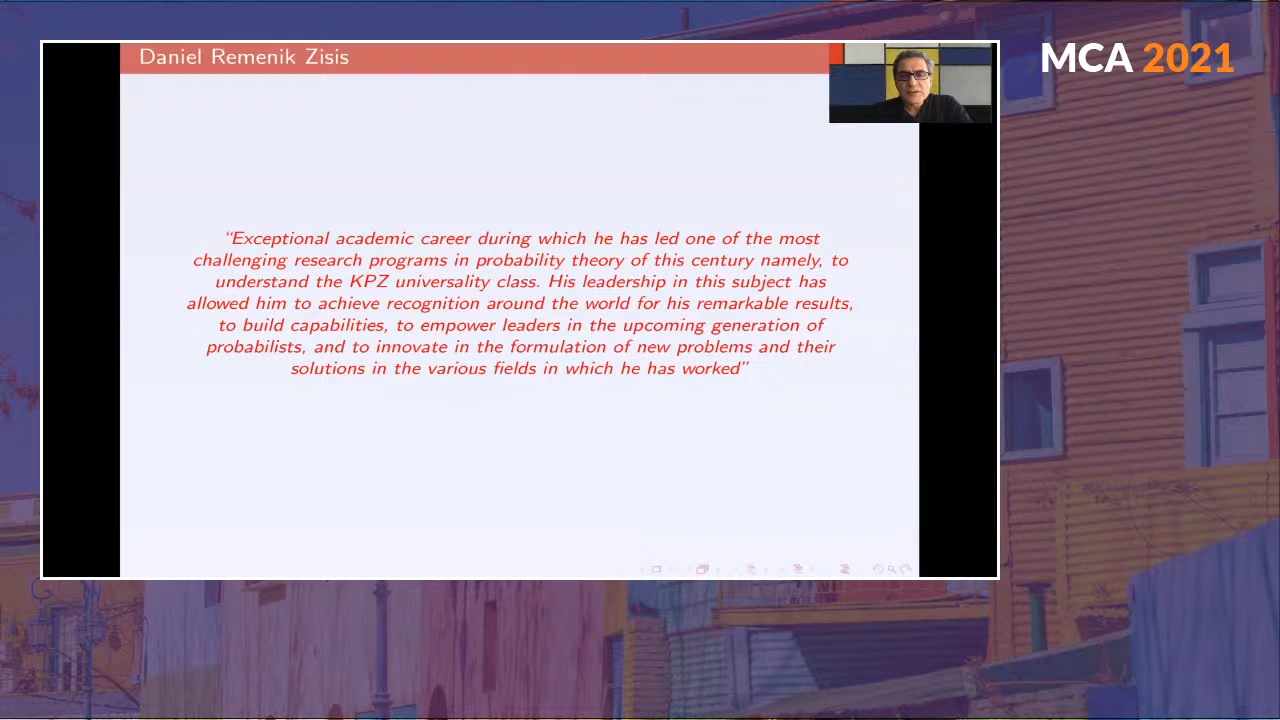 Daniel Remenik Zisis
MCA 2021
“Exceptional academic career during which he has led one of the most
challenging research programs in probability theory of this century namely, to
understand the KPZ universality class. His leadership in this subject has
allowed him to achieve recognition around the world for his remarkable results,
to build capabilities, to empower leaders in the upcoming generation of
probabilists, and to innovate in the formulation of new problems and their
solutions in the various fields in which he has worked”